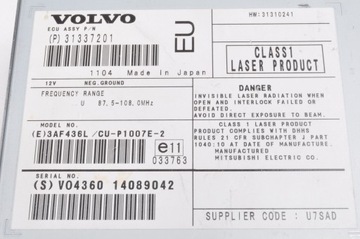 VOLVO
ECU ASSY P/N
(P) 31337201
EU
HW: 31310241
CLASS1
LASER PRODUCT
1104 Made in Japan
12V NEG.GROUND
FREQUENCY RANGE
U 87.5-108.0MHz
DANGER
INVISIBLE LASER RADIATION WHEN
OPEN AND INTERLOCK FAILED OR
DEFEATED.
AVOID DIRECT EXPOSURE TO BEAM.
MODEL NO.
(E)3AF436L /CU-P1007E-2
e11
033763
CLASS 1 LASER PRODUCT
THIS PRODUCT COMPLIES WITH DHHS
RULES 21 CFR SUBCHAPTER J PART
1040:10 AT DATE OF MANUFACTURE.
MANUFACTURED
MITSUBISHI ELECTRIC CO.
SERIAL NO.
(S) VO4360 14089042
SUPPLIER CODE : U7SAD